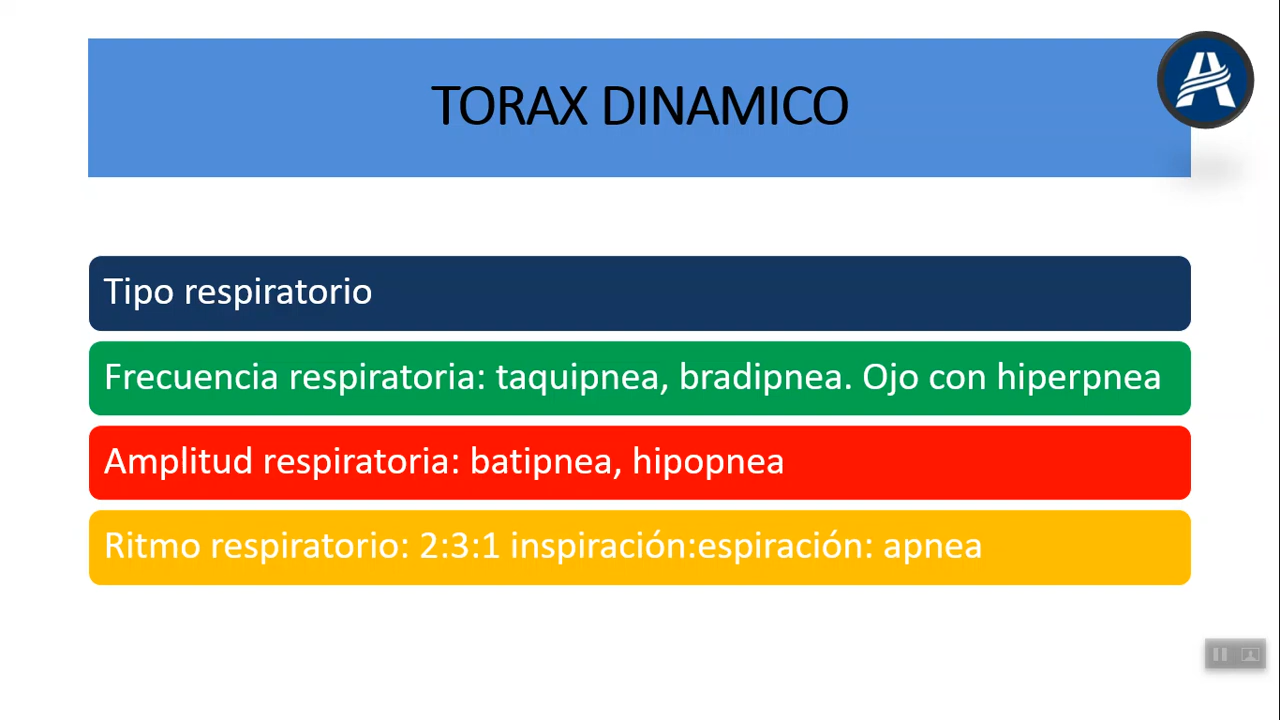 TORAX DINAMICO
Tipo respiratorio
Frecuencia respiratoria: taquipnea, bradipnea. Ojo con hiperpnea
Amplitud respiratoria: batipnea, hipopnea
Ritmo respiratorio: 2:3:1 inspiración:espiración: apnea